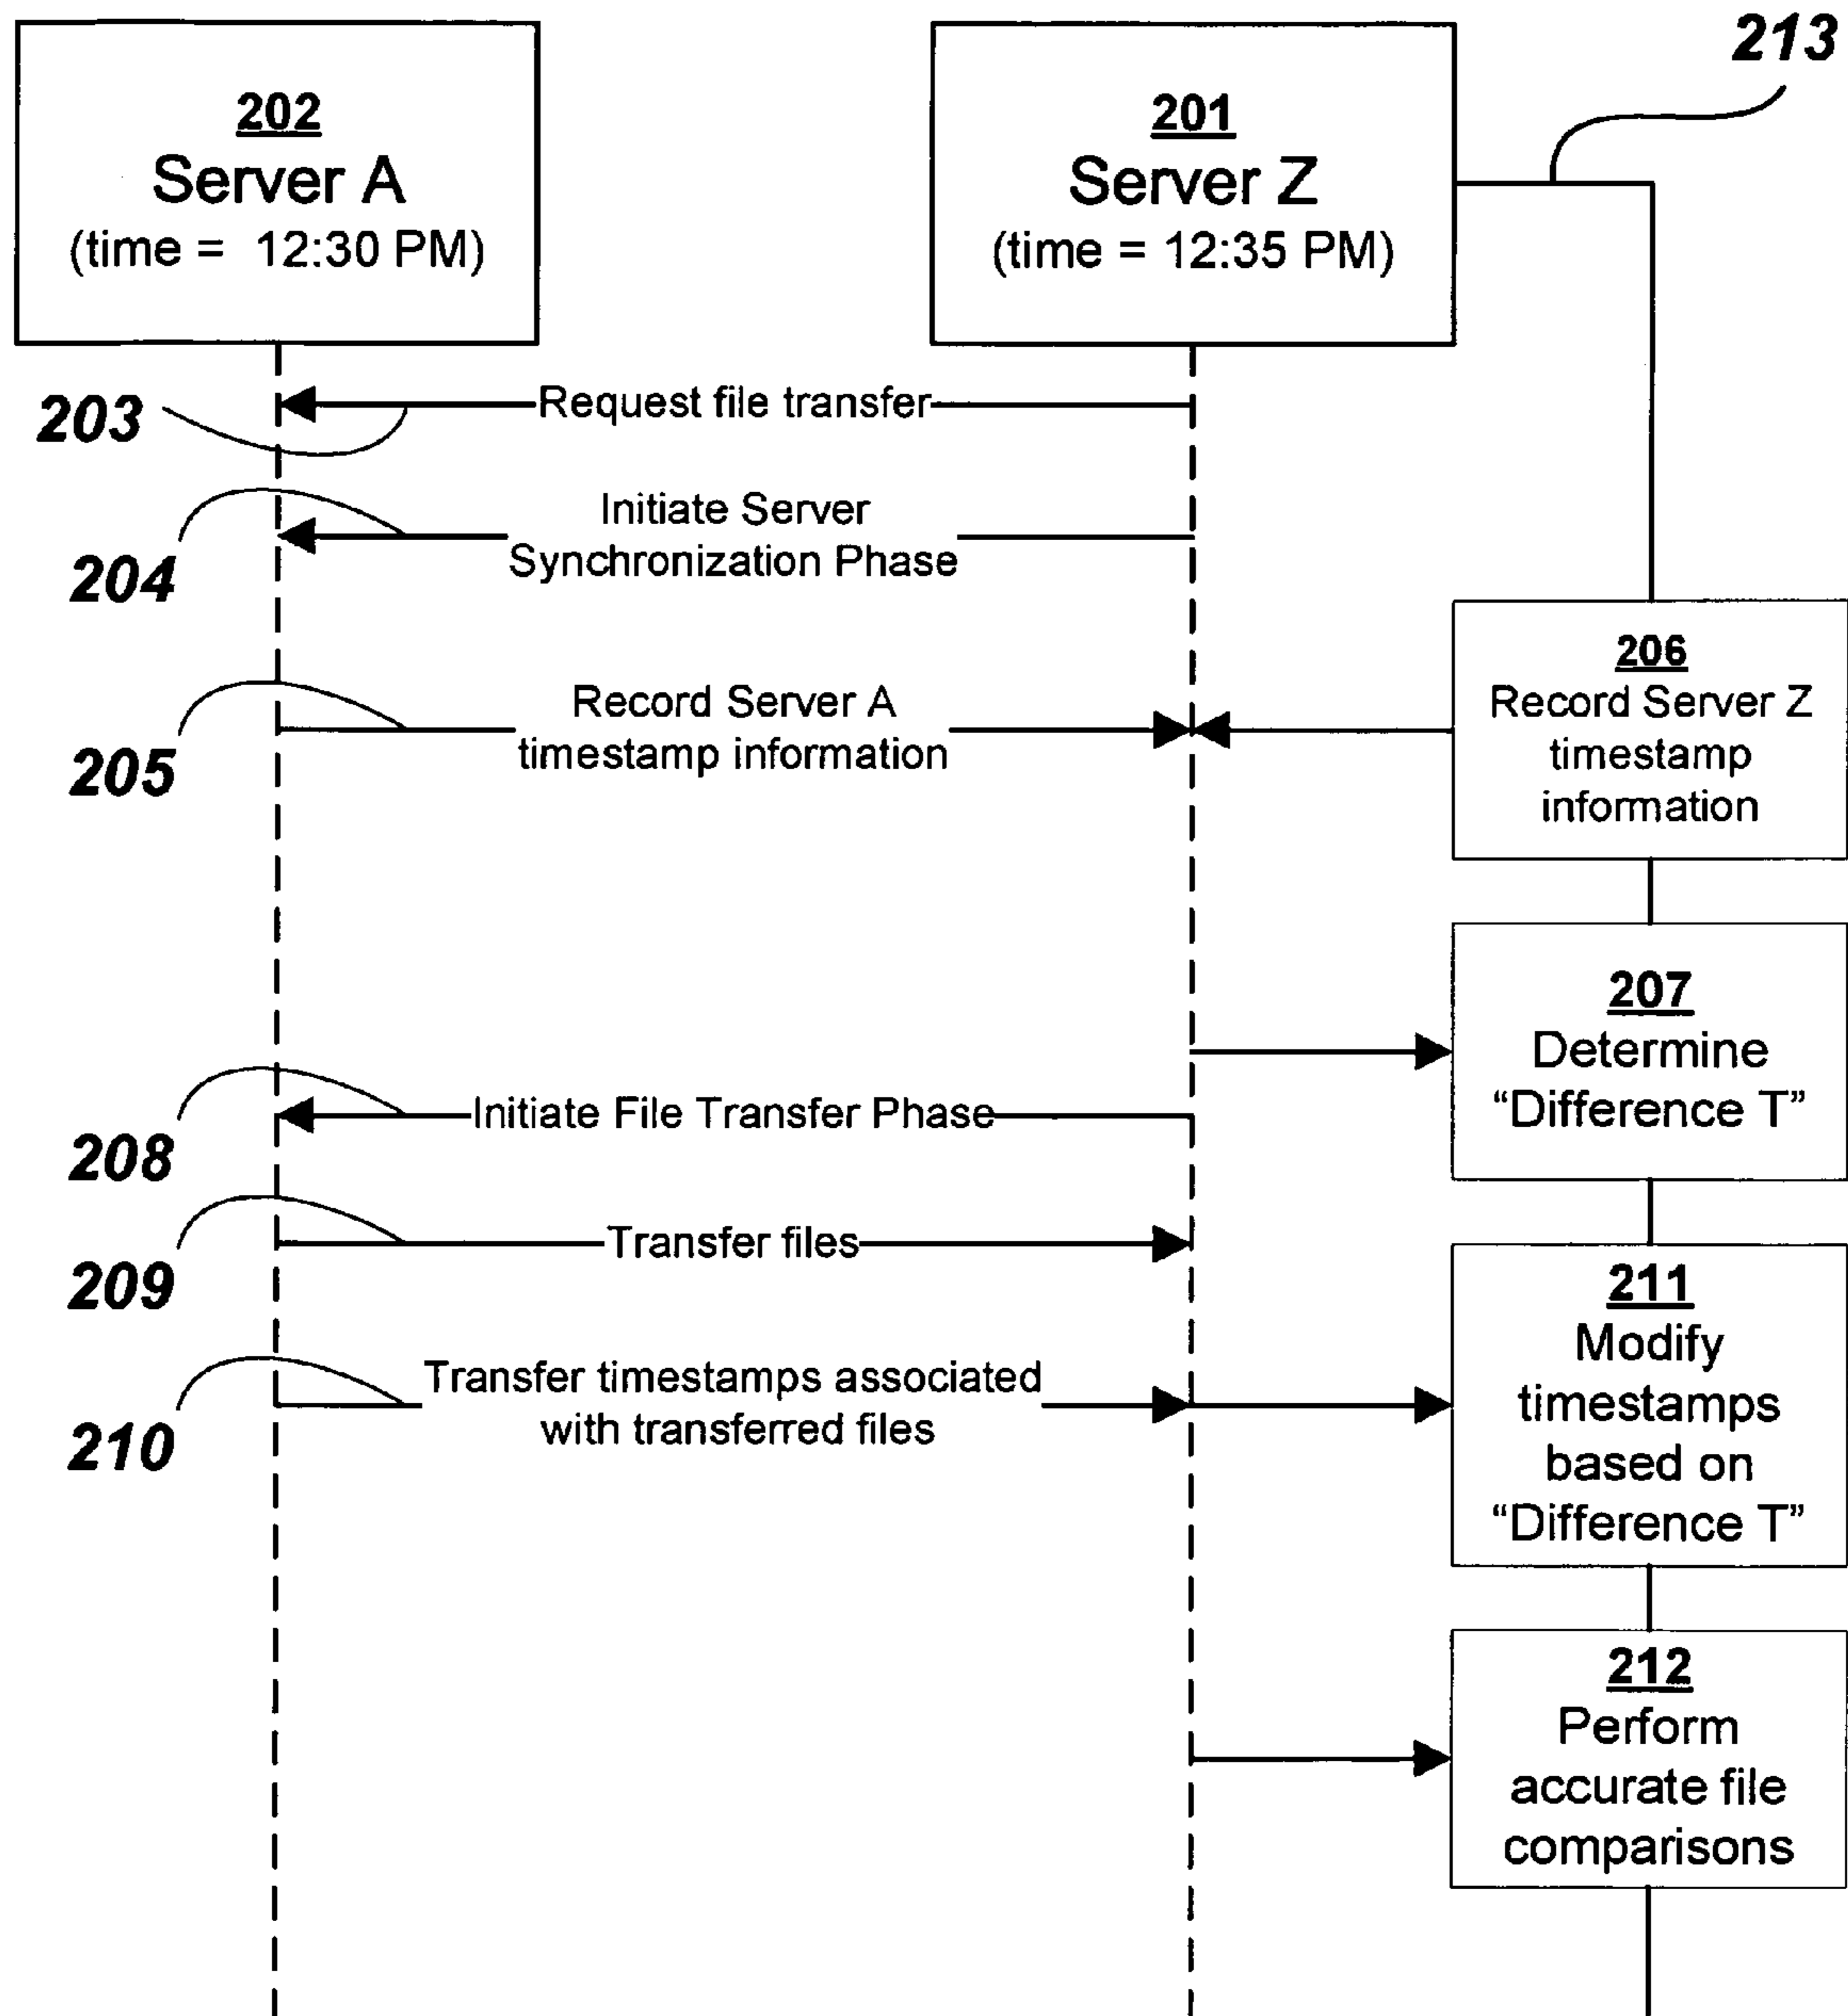 213
202
Server A
(time = 12:30 PM)
201
Server Z
(time = 12:35 PM)
203
Request file transfer
204
Initiate Server
Synchronization Phase
205
Record Server A
timestamp information
206
Record Server Z
timestamp
information
207
Determine
“Difference T”
208
Initiate File Transfer Phase
209
Transfer files
210
Transfer timestamps associated
with transferred files
211
Modify
timestamps
based on
“Difference T”
212
Perform
accurate file
comparisons